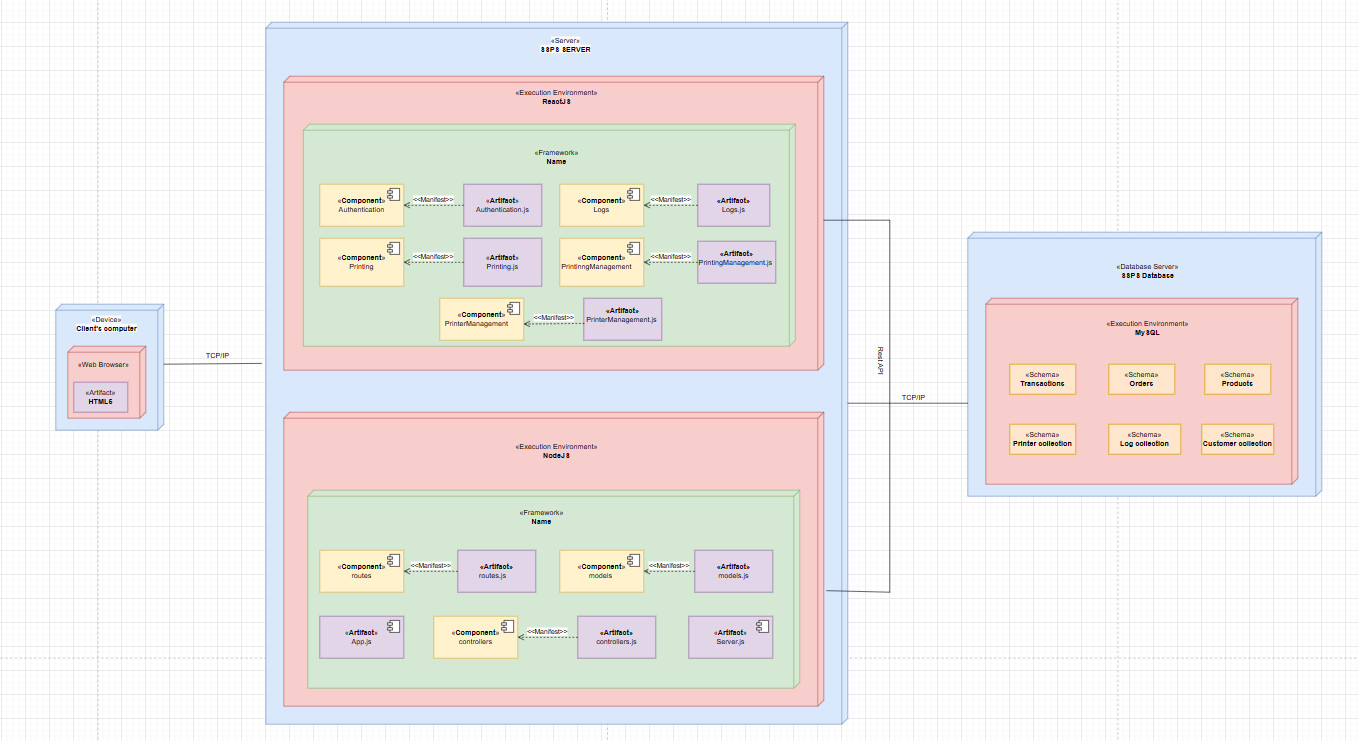 «Server»
SSPS SERVER
«Execution Environment»
ReactJS
«Framework»
Name
«Component»
Authentication
<<Manifest>>
«Artifact»
Authentication.js
«Component»
Logs
<<Manifest>>
«Artifact»
Logs.js
«Component»
Printing
<<Manifest>>
«Artifact»
Printing.js
«Component»
PrintinngManagement
<<Manifest>>
«Artifact»
PrintingManagement.js
«Component»
PrinterManagement
<<Manifest>>
«Artifact»
PrinterManagement.js
«Device»
Client's computer
«Web Browser»
«Artifact»
HTML5
TCP/IP
Rest API
TCP/IP
«Database Server»
SSPS Database
«Execution Environment»
MySQL
«Schema»
Transactions
«Schema»
Orders
«Schema»
Products
«Schema»
Printer collection
«Schema»
Log collection
«Schema»
Customer collection
«Execution Environment»
NodeJS
«Framework»
Name
«Component»
routes
<<Manifest>>
«Artifact»
routes.js
«Component»
models
<<Manifest>>
«Artifact»
models.js
«Artifact»
App.js
«Component»
controllers
<<Manifest>>
«Artifact»
controllers.js
«Artifact»
Server.js